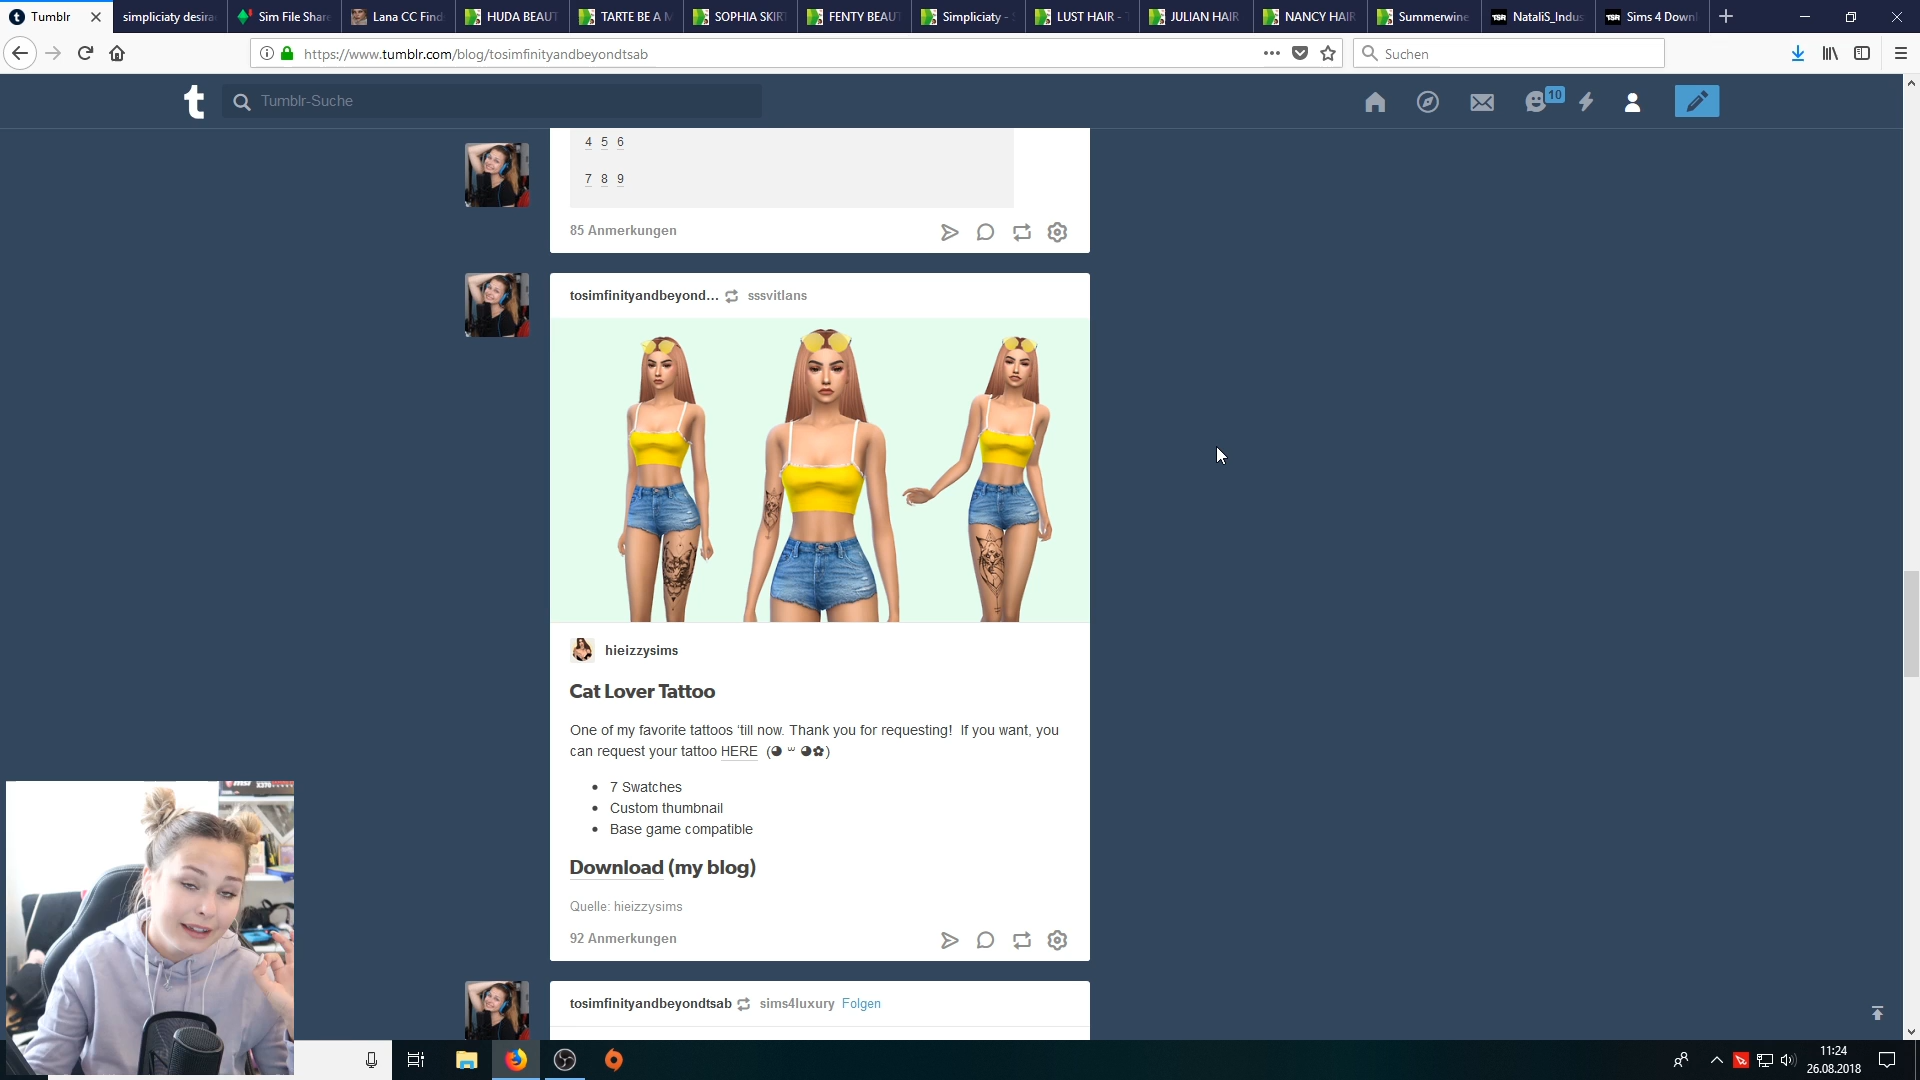 Tumblr
simpliciaty desira
Sim File Share
Lana CC Find
HUDA BEAUT
TARTE BE A M
SOPHIA SKIRT
FENTY BEAUT
Simpliciaty -
LUST HAIR -
JULIAN HAIR
NANCY HAIR
Summerwine
TSR NataliS_Indus
TSR Sims 4 Downl
https://www.tumblr.com/blog/tosimfinityandbeyondtsab
Suchen
t
Tumblr-Suche
10
4 5 6
7 8 9
85 Anmerkungen
tosimfinityandbeyond... sssvitlans
hieizzysims
Cat Lover Tattoo
One of my favorite tattoos ‘till now. Thank you for requesting! If you want, you
can request your tattoo HERE (◕ ʷ ◕✿)
• 7 Swatches
• Custom thumbnail
• Base game compatible
Download (my blog)
Quelle: hieizzysims
92 Anmerkungen
tosimfinityandbeyondtsab sims4luxury Folgen
11:24
26.08.2018